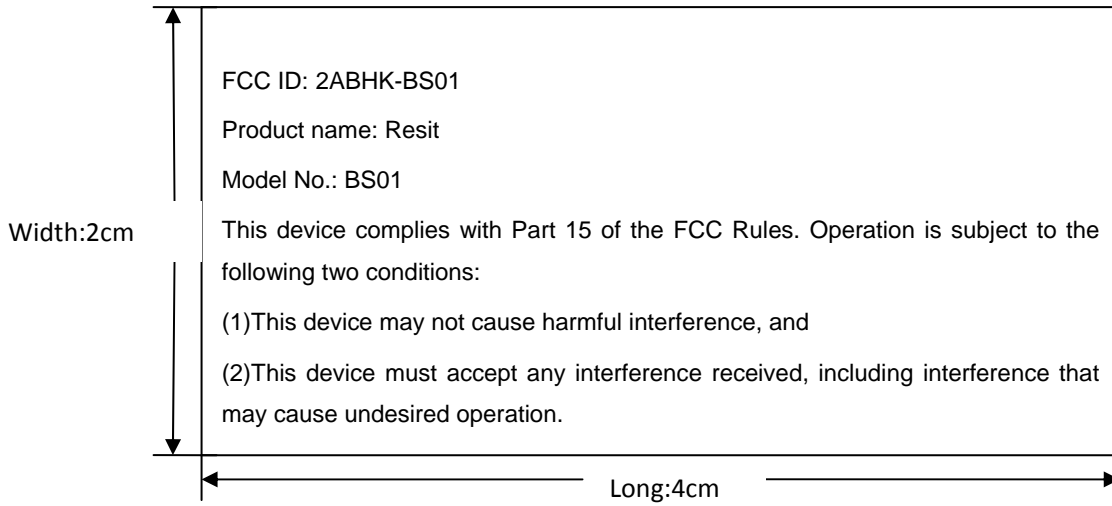 FCC ID: 2ABHK-BS01
Product name: Resit
Model No.: BS01
Width:2cm
This device complies with Part 15 of the FCC Rules. Operation is subject to the
following two conditions:
(1)This device may not cause harmful interference, and
(2)This device must accept any interference received, including interference that
may cause undesired operation.
Long:4cm